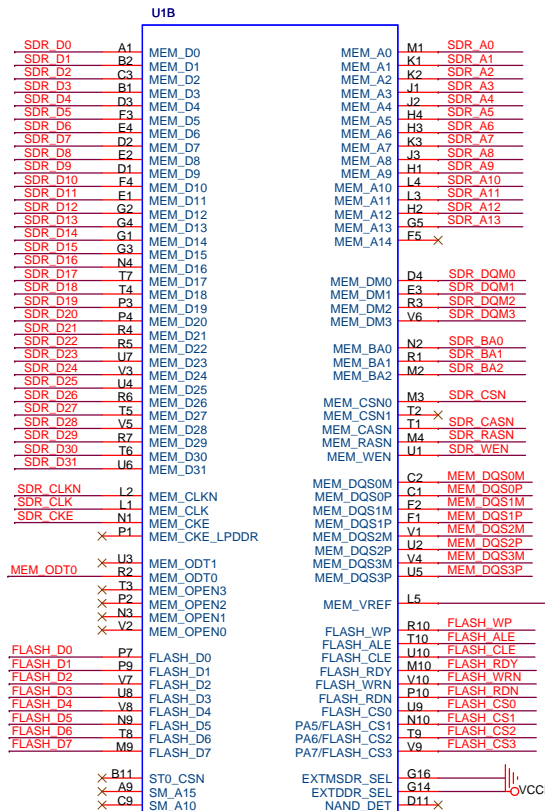 U1B
SDR_D0 A1 MEM_D0
SDR_D1 B2 MEM_D1
SDR_D2 C3 MEM_D2
SDR_D3 B1 MEM_D3
SDR_D4 D3 MEM_D4
SDR_D5 F3 MEM_D5
SDR_D6 E4 MEM_D6
SDR_D7 D2 MEM_D7
SDR_D8 E2 MEM_D8
SDR_D9 D1 MEM_D9
SDR_D10 F4 MEM_D10
SDR_D11 E1 MEM_D11
SDR_D12 G2 MEM_D12
SDR_D13 G4 MEM_D13
SDR_D14 G1 MEM_D14
SDR_D15 G3 MEM_D15
SDR_D16 N4 MEM_D16
SDR_D17 T7 MEM_D17
SDR_D18 T4 MEM_D18
SDR_D19 P3 MEM_D19
SDR_D20 P4 MEM_D20
SDR_D21 R4 MEM_D21
SDR_D22 R5 MEM_D22
SDR_D23 U7 MEM_D23
SDR_D24 V3 MEM_D24
SDR_D25 U4 MEM_D25
SDR_D26 R6 MEM_D26
SDR_D27 T5 MEM_D27
SDR_D28 V5 MEM_D28
SDR_D29 R7 MEM_D29
SDR_D30 T6 MEM_D30
SDR_D31 U6 MEM_D31
SDR_CLKN L2 MEM_CLKN
SDR_CLK L1 MEM_CLK
SDR_CKE N1 MEM_CKE
P1 MEM_CKE_LPDDR
U3 MEM_ODT1
MEM_ODT0 R2 MEM_ODT0
T3 MEM_OPEN3
P2 MEM_OPEN2
N3 MEM_OPEN1
V2 MEM_OPEN0
FLASH_D0 P7 FLASH_D0
FLASH_D1 P9 FLASH_D1
FLASH_D2 V7 FLASH_D2
FLASH_D3 U8 FLASH_D3
FLASH_D4 V8 FLASH_D4
FLASH_D5 N9 FLASH_D5
FLASH_D6 T8 FLASH_D6
FLASH_D7 M9 FLASH_D7
B11 ST0_CSN
A9 SM_A15
C9 SM_A10
MEM_A0 M1 SDR_A0
MEM_A1 K1 SDR_A1
MEM_A2 K2 SDR_A2
MEM_A3 J1 SDR_A3
MEM_A4 J2 SDR_A4
MEM_A5 H4 SDR_A5
MEM_A6 H3 SDR_A6
MEM_A7 K3 SDR_A7
MEM_A8 J3 SDR_A8
MEM_A9 H1 SDR_A9
MEM_A10 L4 SDR_A10
MEM_A11 L3 SDR_A11
MEM_A12 H2 SDR_A12
MEM_A13 G5 SDR_A13
MEM_A14 F5
MEM_DM0 D4 SDR_DQM0
MEM_DM1 E3 SDR_DQM1
MEM_DM2 R3 SDR_DQM2
MEM_DM3 V6 SDR_DQM3
MEM_BA0 N2 SDR_BA0
MEM_BA1 R1 SDR_BA1
MEM_BA2 M2 SDR_BA2
MEM_CSN0 M3 SDR_CSN
MEM_CSN1 T2
MEM_CASN T1 SDR_CASN
MEM_RASN M4 SDR_RASN
MEM_WEN U1 SDR_WEN
MEM_DQS0M C2 MEM_DQS0M
MEM_DQS0P C1 MEM_DQS0P
MEM_DQS1M F2 MEM_DQS1M
MEM_DQS1P F1 MEM_DQS1P
MEM_DQS2M V1 MEM_DQS2M
MEM_DQS2P U2 MEM_DQS2P
MEM_DQS3M V4 MEM_DQS3M
MEM_DQS3P U5 MEM_DQS3P
MEM_VREF L5
FLASH_WP R10 FLASH_WP
FLASH_ALE T10 FLASH_ALE
FLASH_CLE U10 FLASH_CLE
FLASH_RDY M10 FLASH_RDY
FLASH_WRN V10 FLASH_WRN
FLASH_RDN P10 FLASH_RDN
FLASH_CS0 U9 FLASH_CS0
PA5/FLASH_CS1 N10 FLASH_CS1
PA6/FLASH_CS2 T9 FLASH_CS2
PA7/FLASH_CS3 V9 FLASH_CS3
EXTMSDR_SEL G16
EXTDDR_SEL G14 VCC
NAND_DET D11